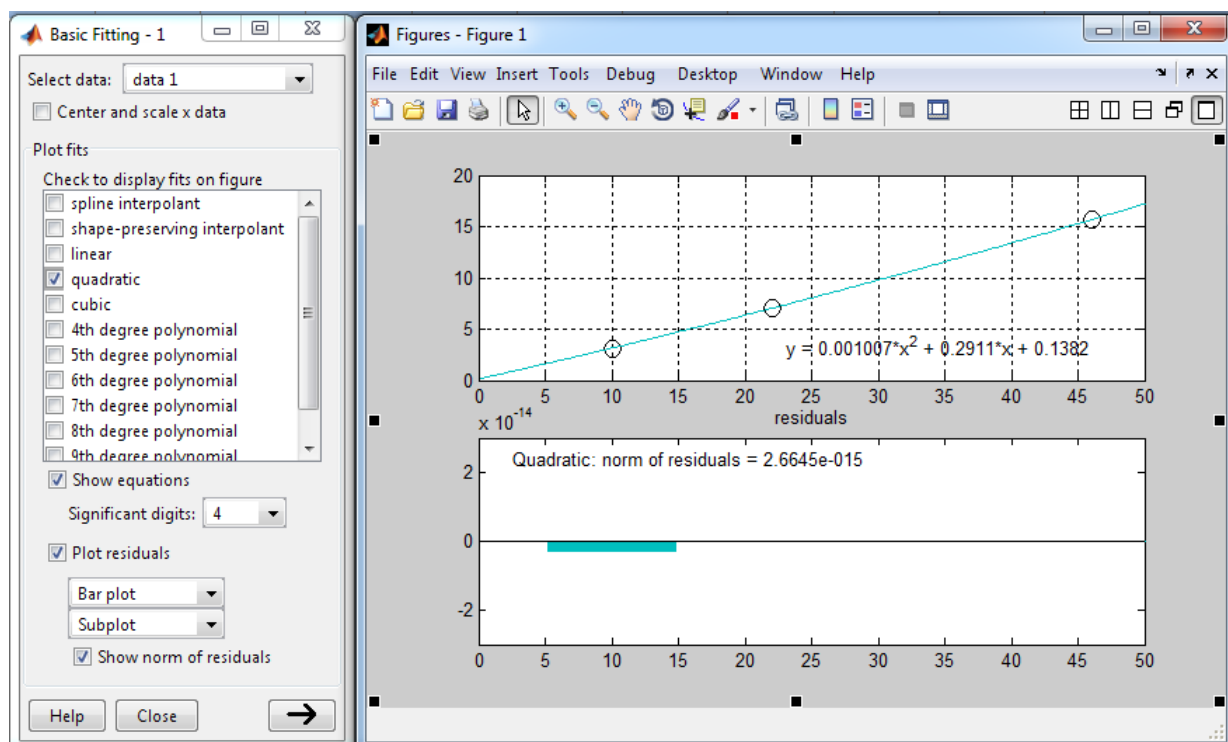 Basic Fitting - 1
Select data: data 1
Center and scale x data
Plot fits
Check to display fits on figure
spline interpolant
shape-preserving interpolant
linear
quadratic
cubic
4th degree polynomial
5th degree polynomial
6th degree polynomial
7th degree polynomial
8th degree polynomial
9th degree polynomial
Show equations
Significant digits: 4
Plot residuals
Bar plot
Subplot
Show norm of residuals
Help Close
Figures - Figure 1
File Edit View Insert Tools Debug Desktop Window Help
20
15
10
5
0
y = 0.001007*x² + 0.2911*x + 0.1382
0 5 10 15 20 25 30 35 40 45 50
x 10⁻¹⁴
residuals
Quadratic: norm of residuals = 2.6645e-015
2
0
-2
0 5 10 15 20 25 30 35 40 45 50